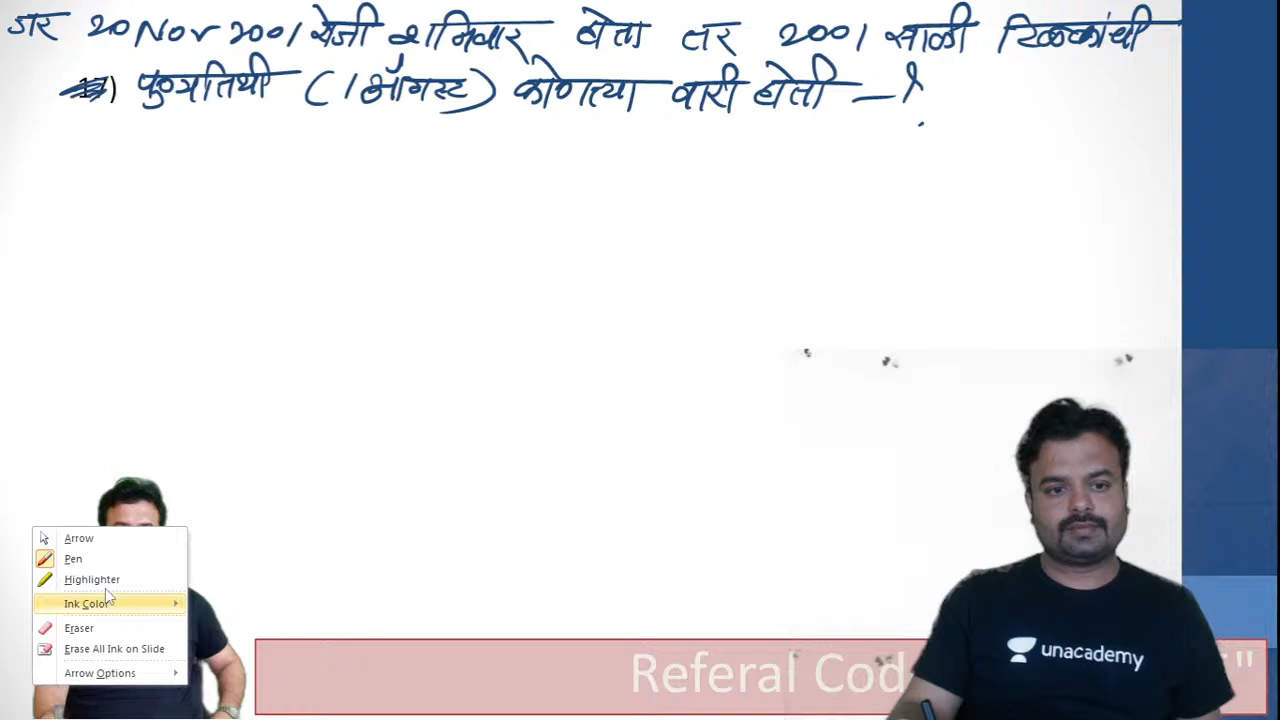 जर 20 Nov 2001 रोजी शनिवार होता तर 2001 साली टिळकांची
पुण्यतिथी (1 ऑगस्ट) कोणत्या वारी होती - ?
Arrow
Pen
Highlighter
Ink Color
Eraser
Erase All Ink on Slide
Arrow Options
unacademy
Referal Cod